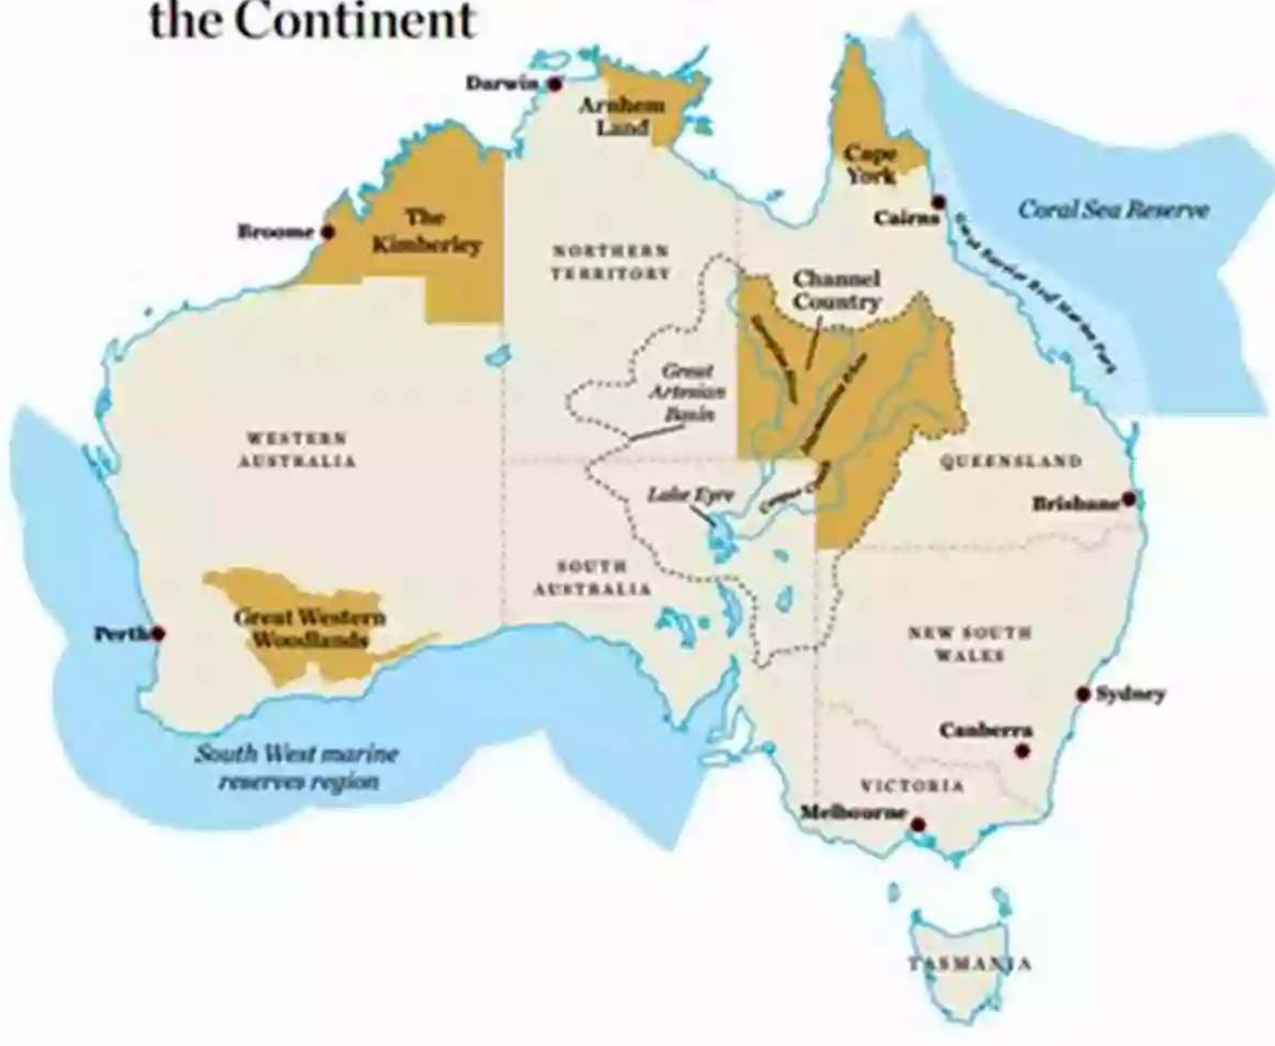 the Continent
Darwin
Arnhem
Land
Cape
York
The
Kimberley
Broome
Cairns
Coral Sea Reserve
NORTHERN
TERRITORY
Channel
Country
Great
Artesian
Basin
WESTERN
AUSTRALIA
QUEENSLAND
Lake Eyre
Brisbane
SOUTH
AUSTRALIA
Great Western
Woodlands
Perth
NEW SOUTH
WALES
Sydney
Canberra
South West marine
reserves region
VICTORIA
Melbourne
TASMANIA